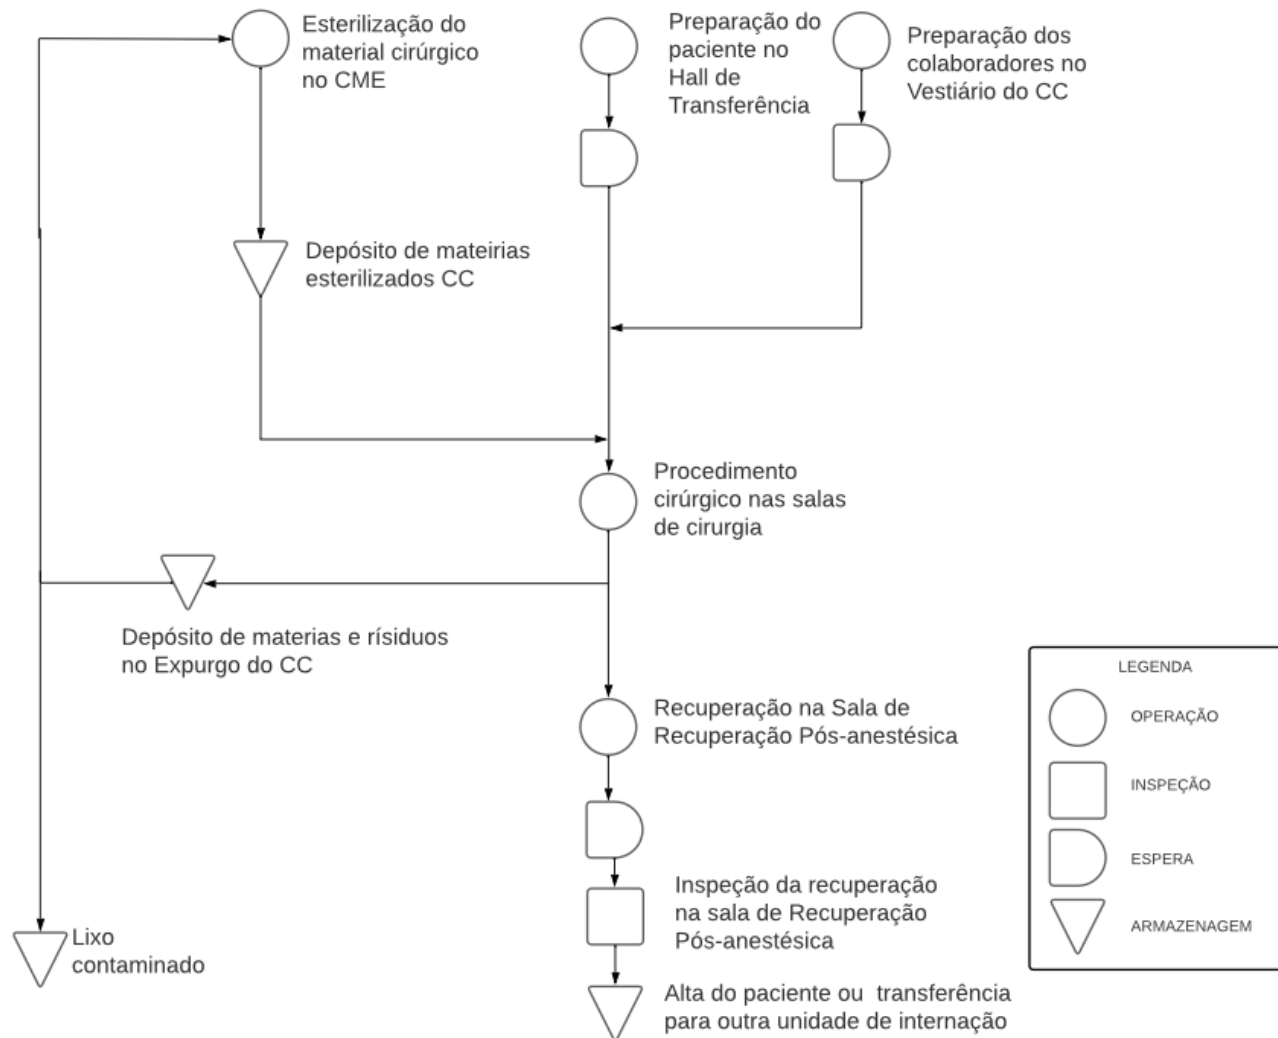 Esterilização do
material cirúrgico
no CME
Preparação do
paciente no
Hall de
Transferência
Preparação dos
colaboradores no
Vestiário do CC
Depósito de mateirias
esterilizados CC
Procedimento
cirúrgico nas salas
de cirurgia
Depósito de materias e rísiduos
no Expurgo do CC
Recuperação na Sala de
Recuperação Pós-anestésica
Inspeção da recuperação
na sala de Recuperação
Pós-anestésica
Lixo
contaminado
Alta do paciente ou transferência
para outra unidade de internação
LEGENDA
OPERAÇÃO
INSPEÇÃO
ESPERA
ARMAZENAGEM